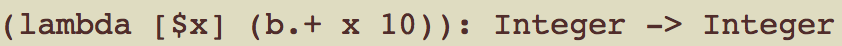 (lambda [$x] (b.+ x 10)): Integer -> Integer